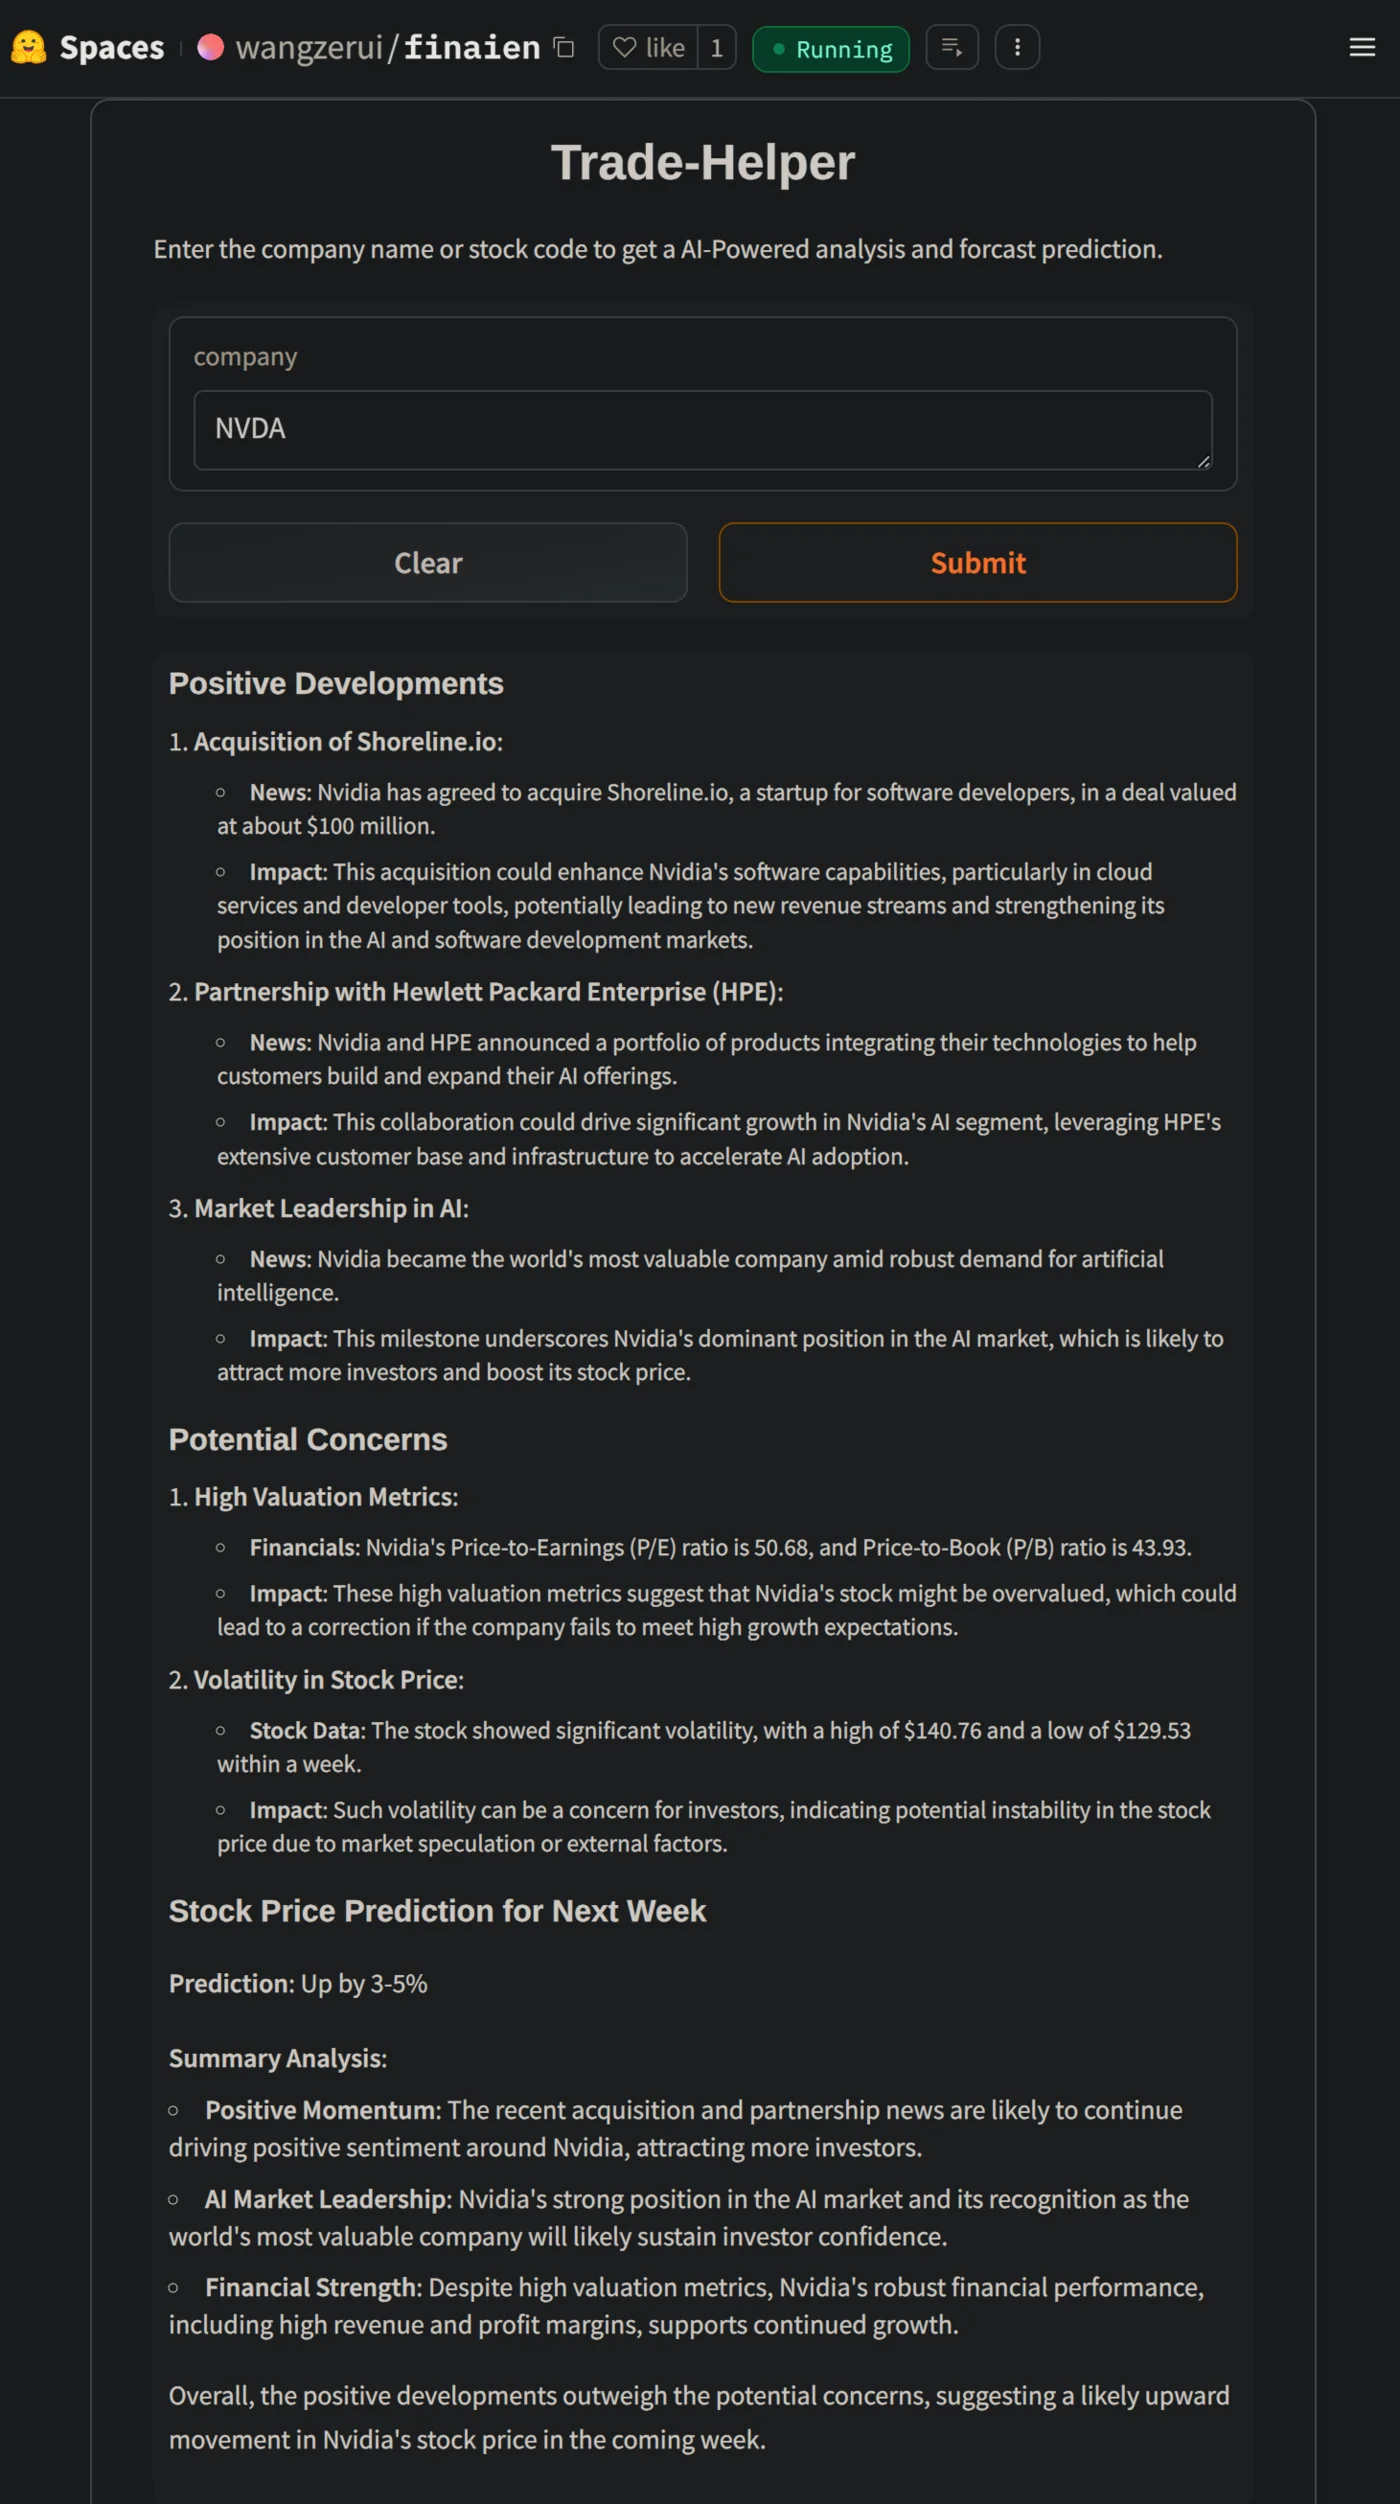 Spaces wangzerui/finaien like 1 Running
Trade-Helper
Enter the company name or stock code to get a AI-Powered analysis and forcast prediction.
company
NVDA
Clear Submit
Positive Developments
1. Acquisition of Shoreline.io:
News: Nvidia has agreed to acquire Shoreline.io, a startup for software developers, in a deal valued
at about $100 million.
Impact: This acquisition could enhance Nvidia's software capabilities, particularly in cloud
services and developer tools, potentially leading to new revenue streams and strengthening its
position in the AI and software development markets.
2. Partnership with Hewlett Packard Enterprise (HPE):
News: Nvidia and HPE announced a portfolio of products integrating their technologies to help
customers build and expand their AI offerings.
Impact: This collaboration could drive significant growth in Nvidia's AI segment, leveraging HPE's
extensive customer base and infrastructure to accelerate AI adoption.
3. Market Leadership in AI:
News: Nvidia became the world's most valuable company amid robust demand for artificial
intelligence.
Impact: This milestone underscores Nvidia's dominant position in the AI market, which is likely to
attract more investors and boost its stock price.
Potential Concerns
1. High Valuation Metrics:
Financials: Nvidia's Price-to-Earnings (P/E) ratio is 50.68, and Price-to-Book (P/B) ratio is 43.93.
Impact: These high valuation metrics suggest that Nvidia's stock might be overvalued, which could
lead to a correction if the company fails to meet high growth expectations.
2. Volatility in Stock Price:
Stock Data: The stock showed significant volatility, with a high of $140.76 and a low of $129.53
within a week.
Impact: Such volatility can be a concern for investors, indicating potential instability in the stock
price due to market speculation or external factors.
Stock Price Prediction for Next Week
Prediction: Up by 3-5%
Summary Analysis:
Positive Momentum: The recent acquisition and partnership news are likely to continue
driving positive sentiment around Nvidia, attracting more investors.
AI Market Leadership: Nvidia's strong position in the AI market and its recognition as the
world's most valuable company will likely sustain investor confidence.
Financial Strength: Despite high valuation metrics, Nvidia's robust financial performance,
including high revenue and profit margins, supports continued growth.
Overall, the positive developments outweigh the potential concerns, suggesting a likely upward
movement in Nvidia's stock price in the coming week.